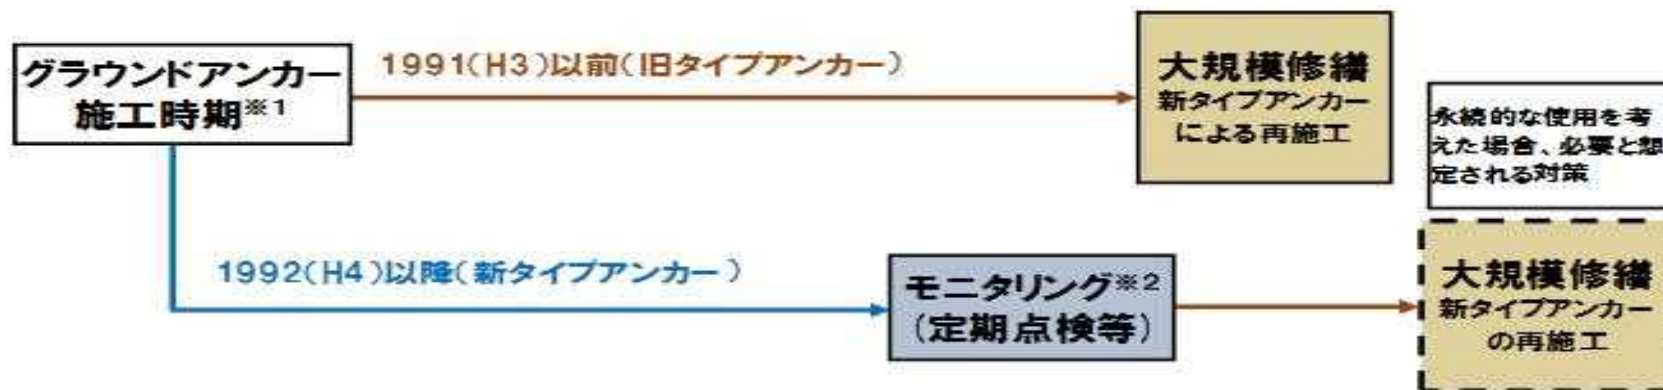 グラウンドアンカー
施工時期※1
1991(H3)以前(旧タイプアンカー)
大規模修繕
新タイプアンカー
による再施工
永続的な使用を考
えた場合、必要と想
定される対策
1992(H4)以降(新タイプアンカー)
モニタリング※2
(定期点検等)
大規模修繕
新タイプアンカー
の再施工